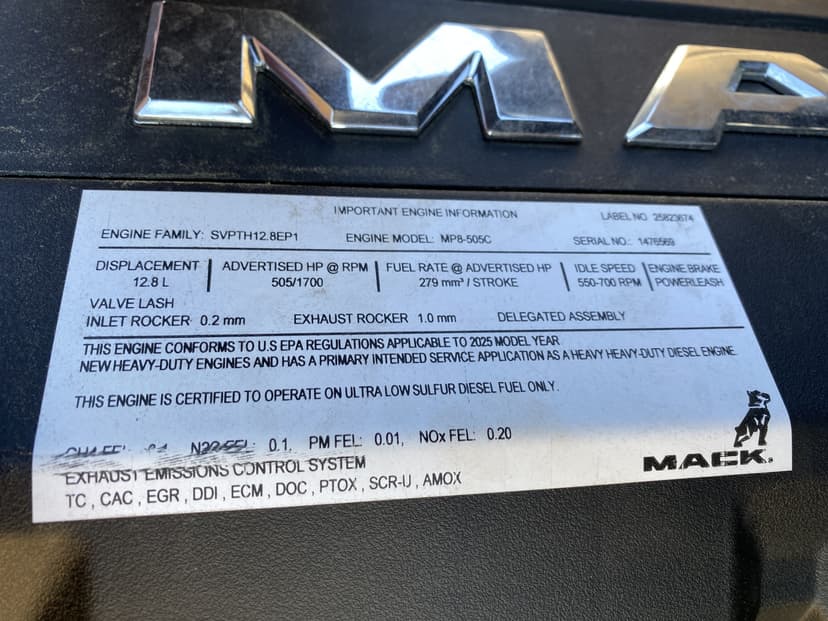 MA
IMPORTANT ENGINE INFORMATION LABEL NO 25823674
ENGINE FAMILY: SVPTH12.8EP1 ENGINE MODEL: MP8-505C SERIAL NO.: 1476569
DISPLACEMENT ADVERTISED HP @ RPM FUEL RATE @ ADVERTISED HP IDLE SPEED ENGINE BRAKE
12.8 L 505/1700 279 mm³ / STROKE 550-700 RPM POWERLEASH
VALVE LASH
INLET ROCKER 0.2 mm EXHAUST ROCKER 1.0 mm DELEGATED ASSEMBLY
THIS ENGINE CONFORMS TO U.S EPA REGULATIONS APPLICABLE TO 2025 MODEL YEAR
NEW HEAVY-DUTY ENGINES AND HAS A PRIMARY INTENDED SERVICE APPLICATION AS A HEAVY HEAVY-DUTY DIESEL ENGINE.
THIS ENGINE IS CERTIFIED TO OPERATE ON ULTRA LOW SULFUR DIESEL FUEL ONLY.
0.1, PM FEL: 0.01, NOx FEL: 0.20
EXHAUST EMISSIONS CONTROL SYSTEM
TC , CAC , EGR , DDI , ECM , DOC , PTOX , SCR-U , AMOX
MACK.